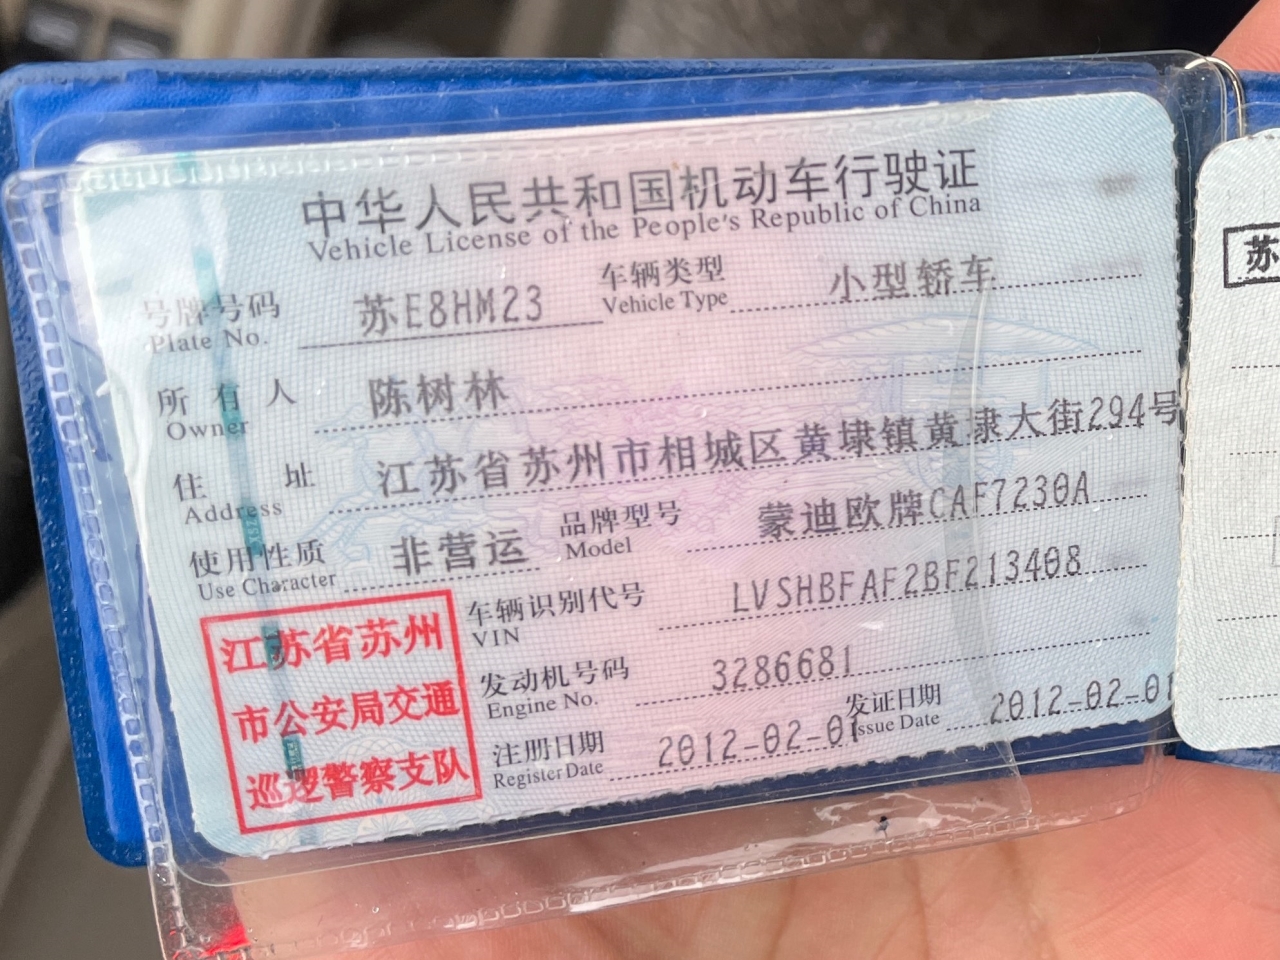 中华人民共和国机动车行驶证
Vehicle License of the People's Republic of China
号牌号码 苏E8HM23 车辆类型 小型轿车
Plate No. Vehicle Type
所有人 陈树林
Owner
住址 江苏省苏州市相城区黄埭镇黄埭大街294号
Address
使用性质 非营运 品牌型号 蒙迪欧牌CAF7230A
Use Character Model
车辆识别代号 LVSHBFAF2BF213408
VIN
发动机号码 3286681
Engine No.
注册日期 2012-02-01 发证日期 2012-02-01
Register Date Issue Date
江苏省苏州
市公安局交通
巡逻警察支队
苏